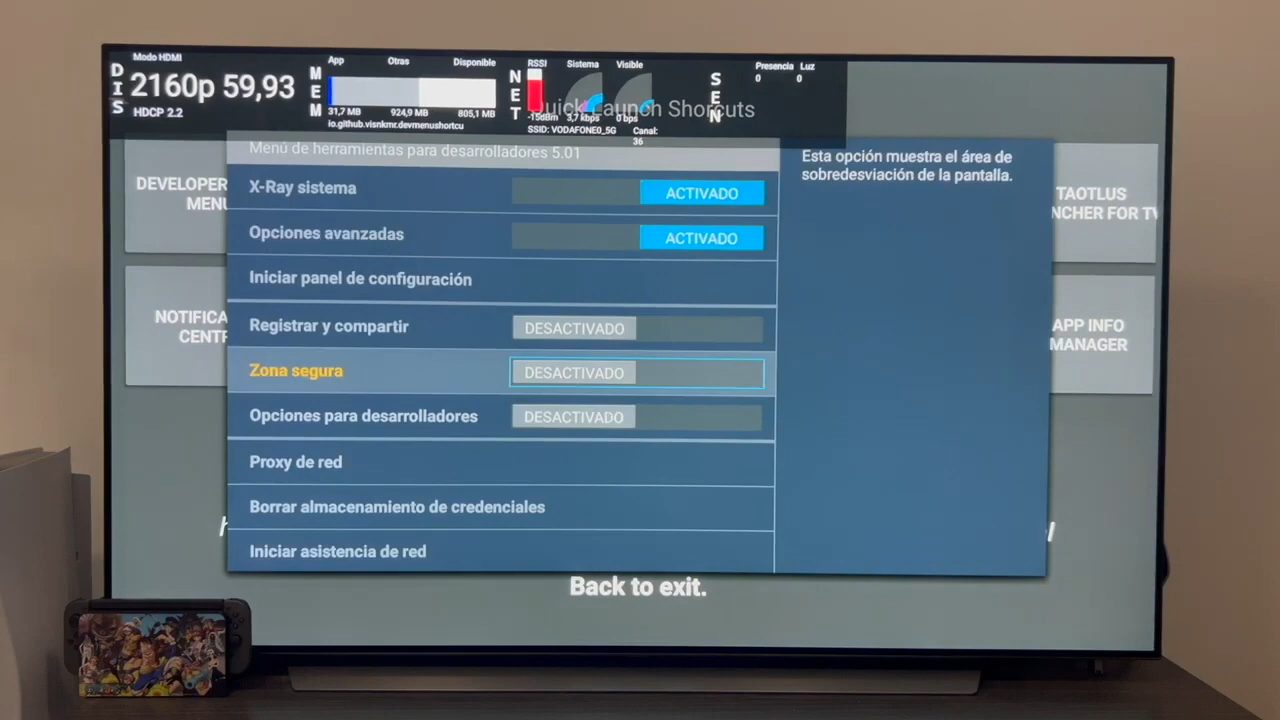 Modo HDMI
DIS
2160p 59,93
HDCP 2.2
MEM
App Otras Disponible
31,7 MB 924,9 MB 805,1 MB
io.github.visnkmr.devmenushortcu
NET
RSSI Sistema Visible
-15dBm 3,7 kbps 0 bps
SSID: VODAFONE0_5G Canal:
36
SEN
Presencia Luz
0 0
Quick Launch Shorcuts
Menú de herramientas para desarrolladores 5.01
X-Ray sistema ACTIVADO
Opciones avanzadas ACTIVADO
Iniciar panel de configuración
Registrar y compartir DESACTIVADO
Zona segura DESACTIVADO
Opciones para desarrolladores DESACTIVADO
Proxy de red
Borrar almacenamiento de credenciales
Iniciar asistencia de red
Esta opción muestra el área de
sobredesviación de la pantalla.
DEVELOPER
MENU
NOTIFICA
CENT
TAOTLUS
NCHER FOR TV
APP INFO
MANAGER
Back to exit.